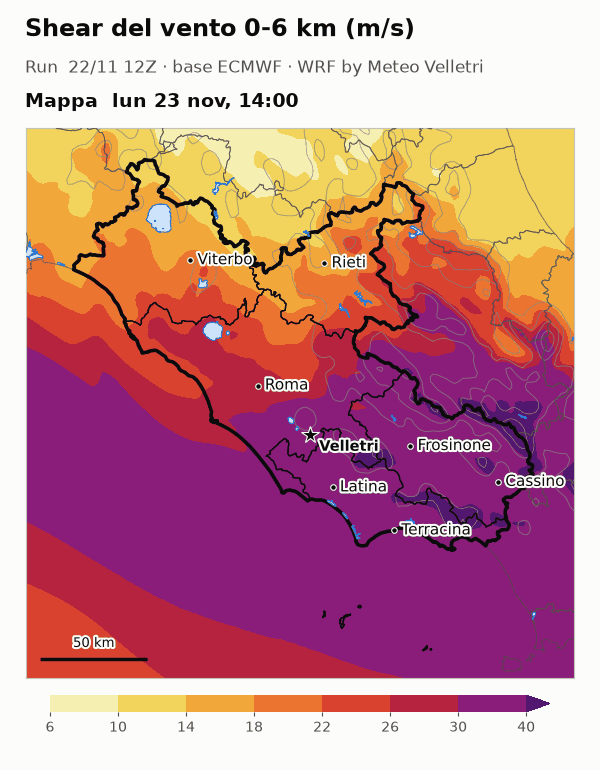 Shear del vento 0-6 km (m/s)
Run  22/11 12Z · base ECMWF · WRF by Meteo Velletri
Mappa  lun 23 nov, 14:00
Viterbo
Rieti
Roma
Velletri
Frosinone
Cassino
Latina
Terracina
50 km
6 10 14 18 22 26 30 40